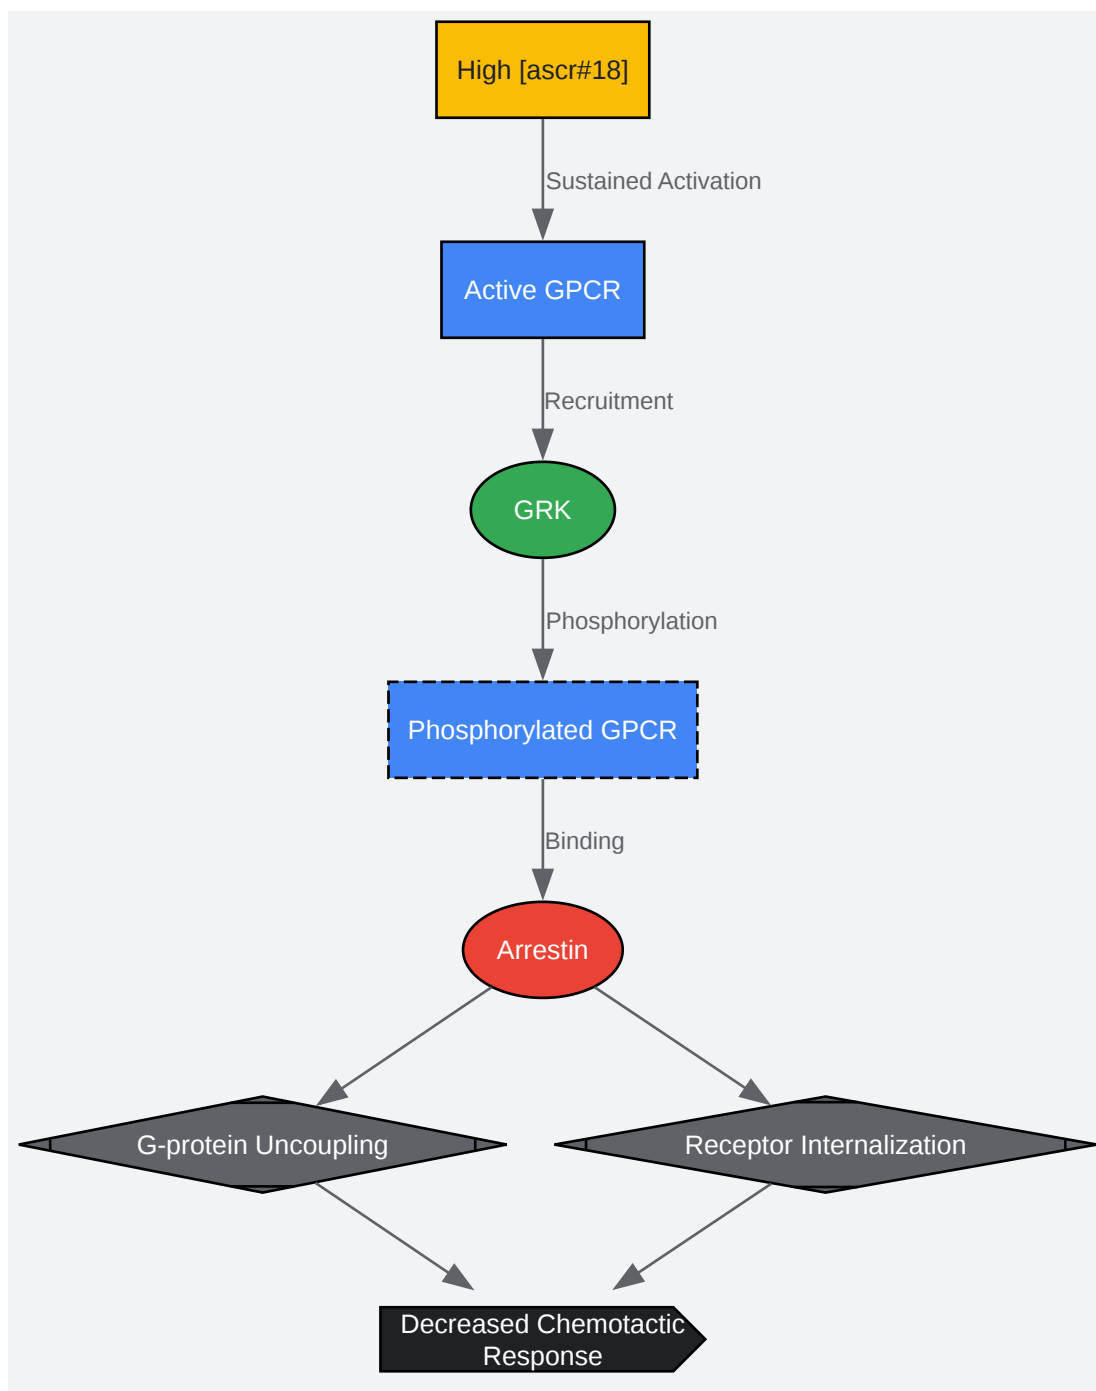 High [ascr#18]
Sustained Activation
Active GPCR
Recruitment
GRK
Phosphorylation
Phosphorylated GPCR
Binding
Arrestin
G-protein Uncoupling
Receptor Internalization
Decreased Chemotactic
Response